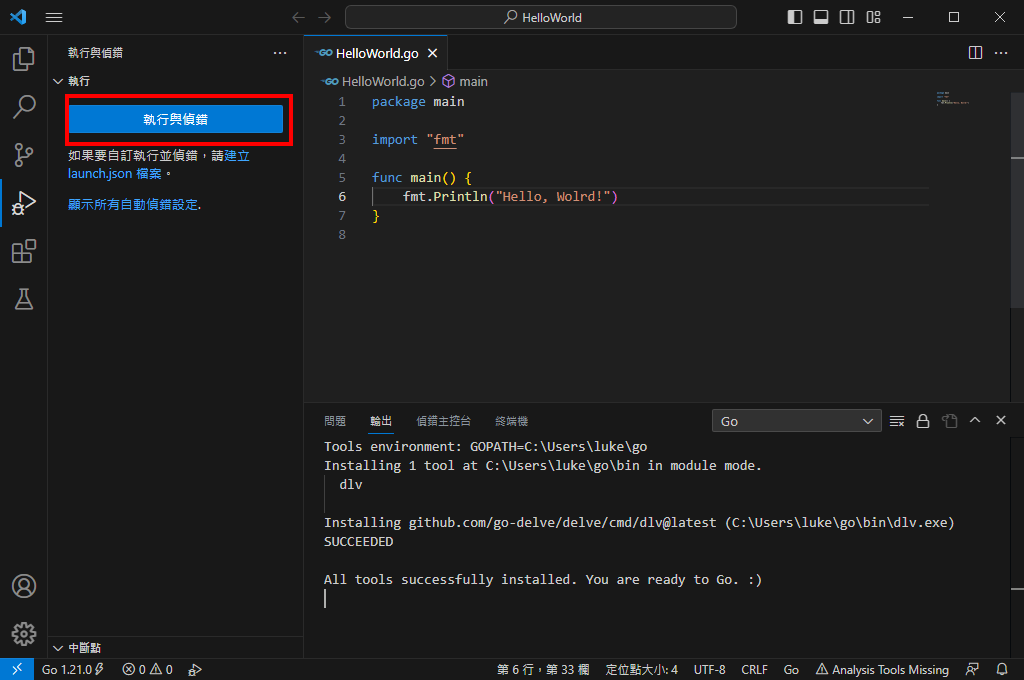 HelloWorld
執行與偵錯
執行
執行與偵錯
如果要自訂執行並偵錯，請建立
launch.json 檔案。
顯示所有自動偵錯設定.
中斷點
HelloWorld.go
HelloWorld.go > main
1 package main
2
3 import "fmt"
4
5 func main() {
6 fmt.Println("Hello, Wolrd!")
7 }
8
問題 輸出 偵錯主控台 終端機 Go
Tools environment: GOPATH=C:\Users\luke\go
Installing 1 tool at C:\Users\luke\go\bin in module mode.
dlv
Installing github.com/go-delve/delve/cmd/dlv@latest (C:\Users\luke\go\bin\dlv.exe)
SUCCEEDED
All tools successfully installed. You are ready to Go. :)
Go 1.21.0 0 0 第 6 行，第 33 欄 定位點大小: 4 UTF-8 CRLF Go Analysis Tools Missing